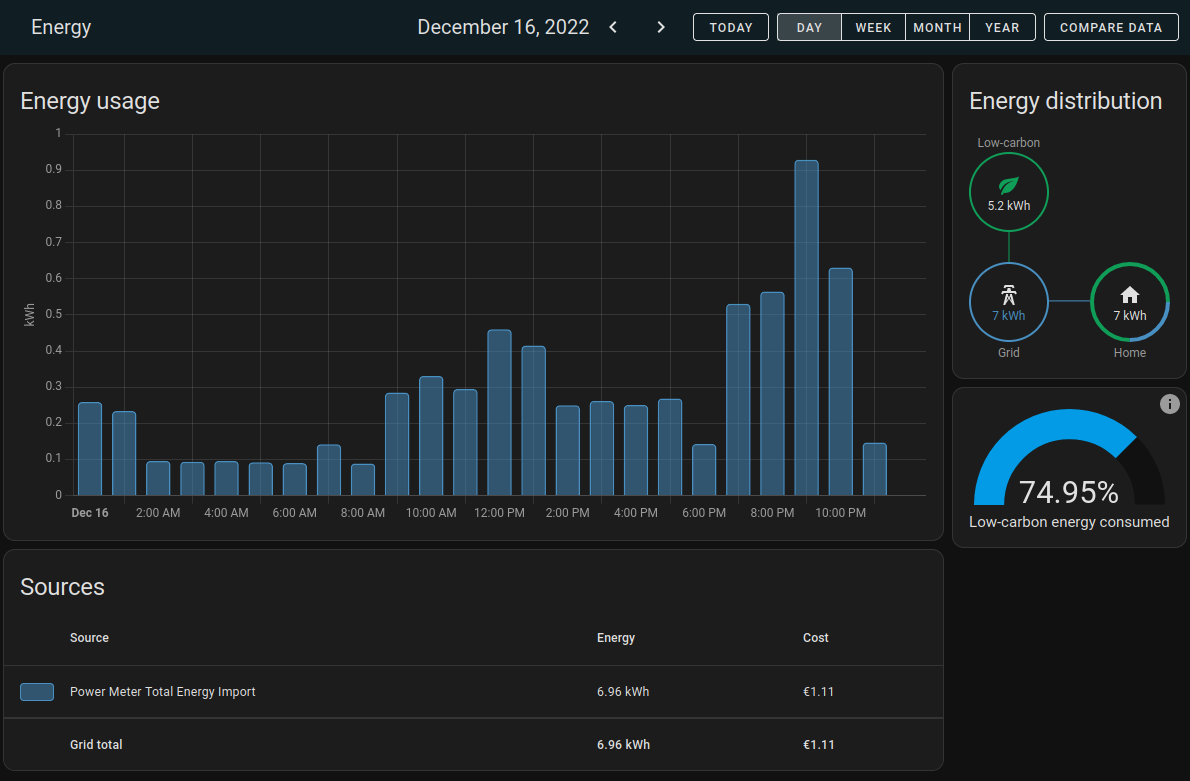 Energy
December 16, 2022
TODAY
DAY
WEEK
MONTH
YEAR
COMPARE DATA
Energy usage
kWh
1
0.9
0.8
0.7
0.6
0.5
0.4
0.3
0.2
0.1
0
Dec 16 2:00 AM 4:00 AM 6:00 AM 8:00 AM 10:00 AM 12:00 PM 2:00 PM 4:00 PM 6:00 PM 8:00 PM 10:00 PM
Energy distribution
Low-carbon
5.2 kWh
7 kWh
Grid
7 kWh
Home
74.95%
Low-carbon energy consumed
Sources
Source Energy Cost
Power Meter Total Energy Import 6.96 kWh €1.11
Grid total 6.96 kWh €1.11